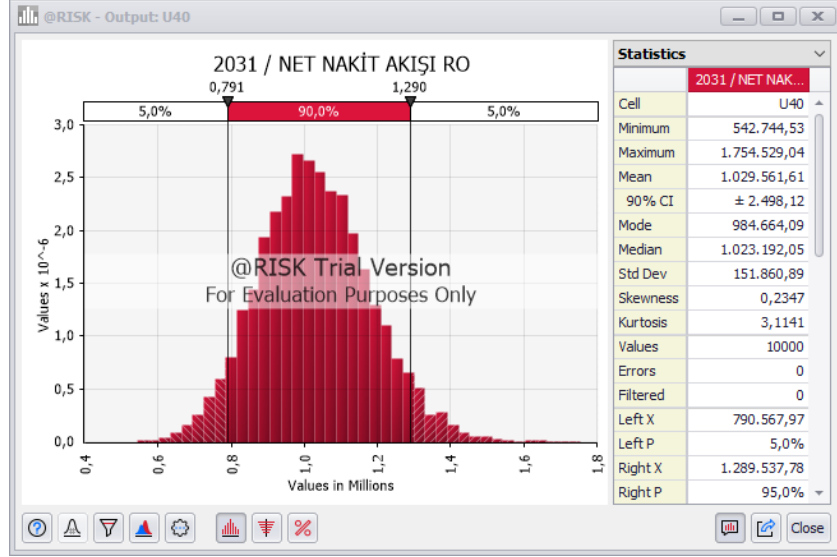 @RISK - Output: U40
2031 / NET NAKİT AKIŞI RO
0,791 1,290
5,0% 90,0% 5,0%
3,0
2,5
2,0
1,5
1,0
0,5
0,0
Values x 10^-6
@RISK Trial Version
For Evaluation Purposes Only
0,4 0,6 0,8 1,0 1,2 1,4 1,6 1,8
Values in Millions
Statistics
2031 / NET NAK...
Cell U40
Minimum 542.744,53
Maximum 1.754.529,04
Mean 1.029.561,61
90% CI ± 2.498,12
Mode 984.664,09
Median 1.023.192,05
Std Dev 151.860,89
Skewness 0,2347
Kurtosis 3,1141
Values 10000
Errors 0
Filtered 0
Left X 790.567,97
Left P 5,0%
Right X 1.289.537,78
Right P 95,0%
Close